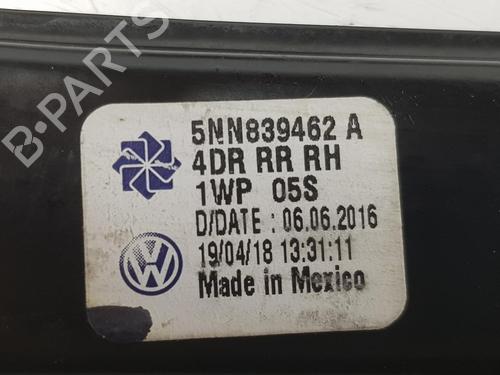 5NN839462 A
4DR RR RH
1WP 05S
D/DATE : 06.06.2016
19/04/18 13:31:11
Made in Mexico